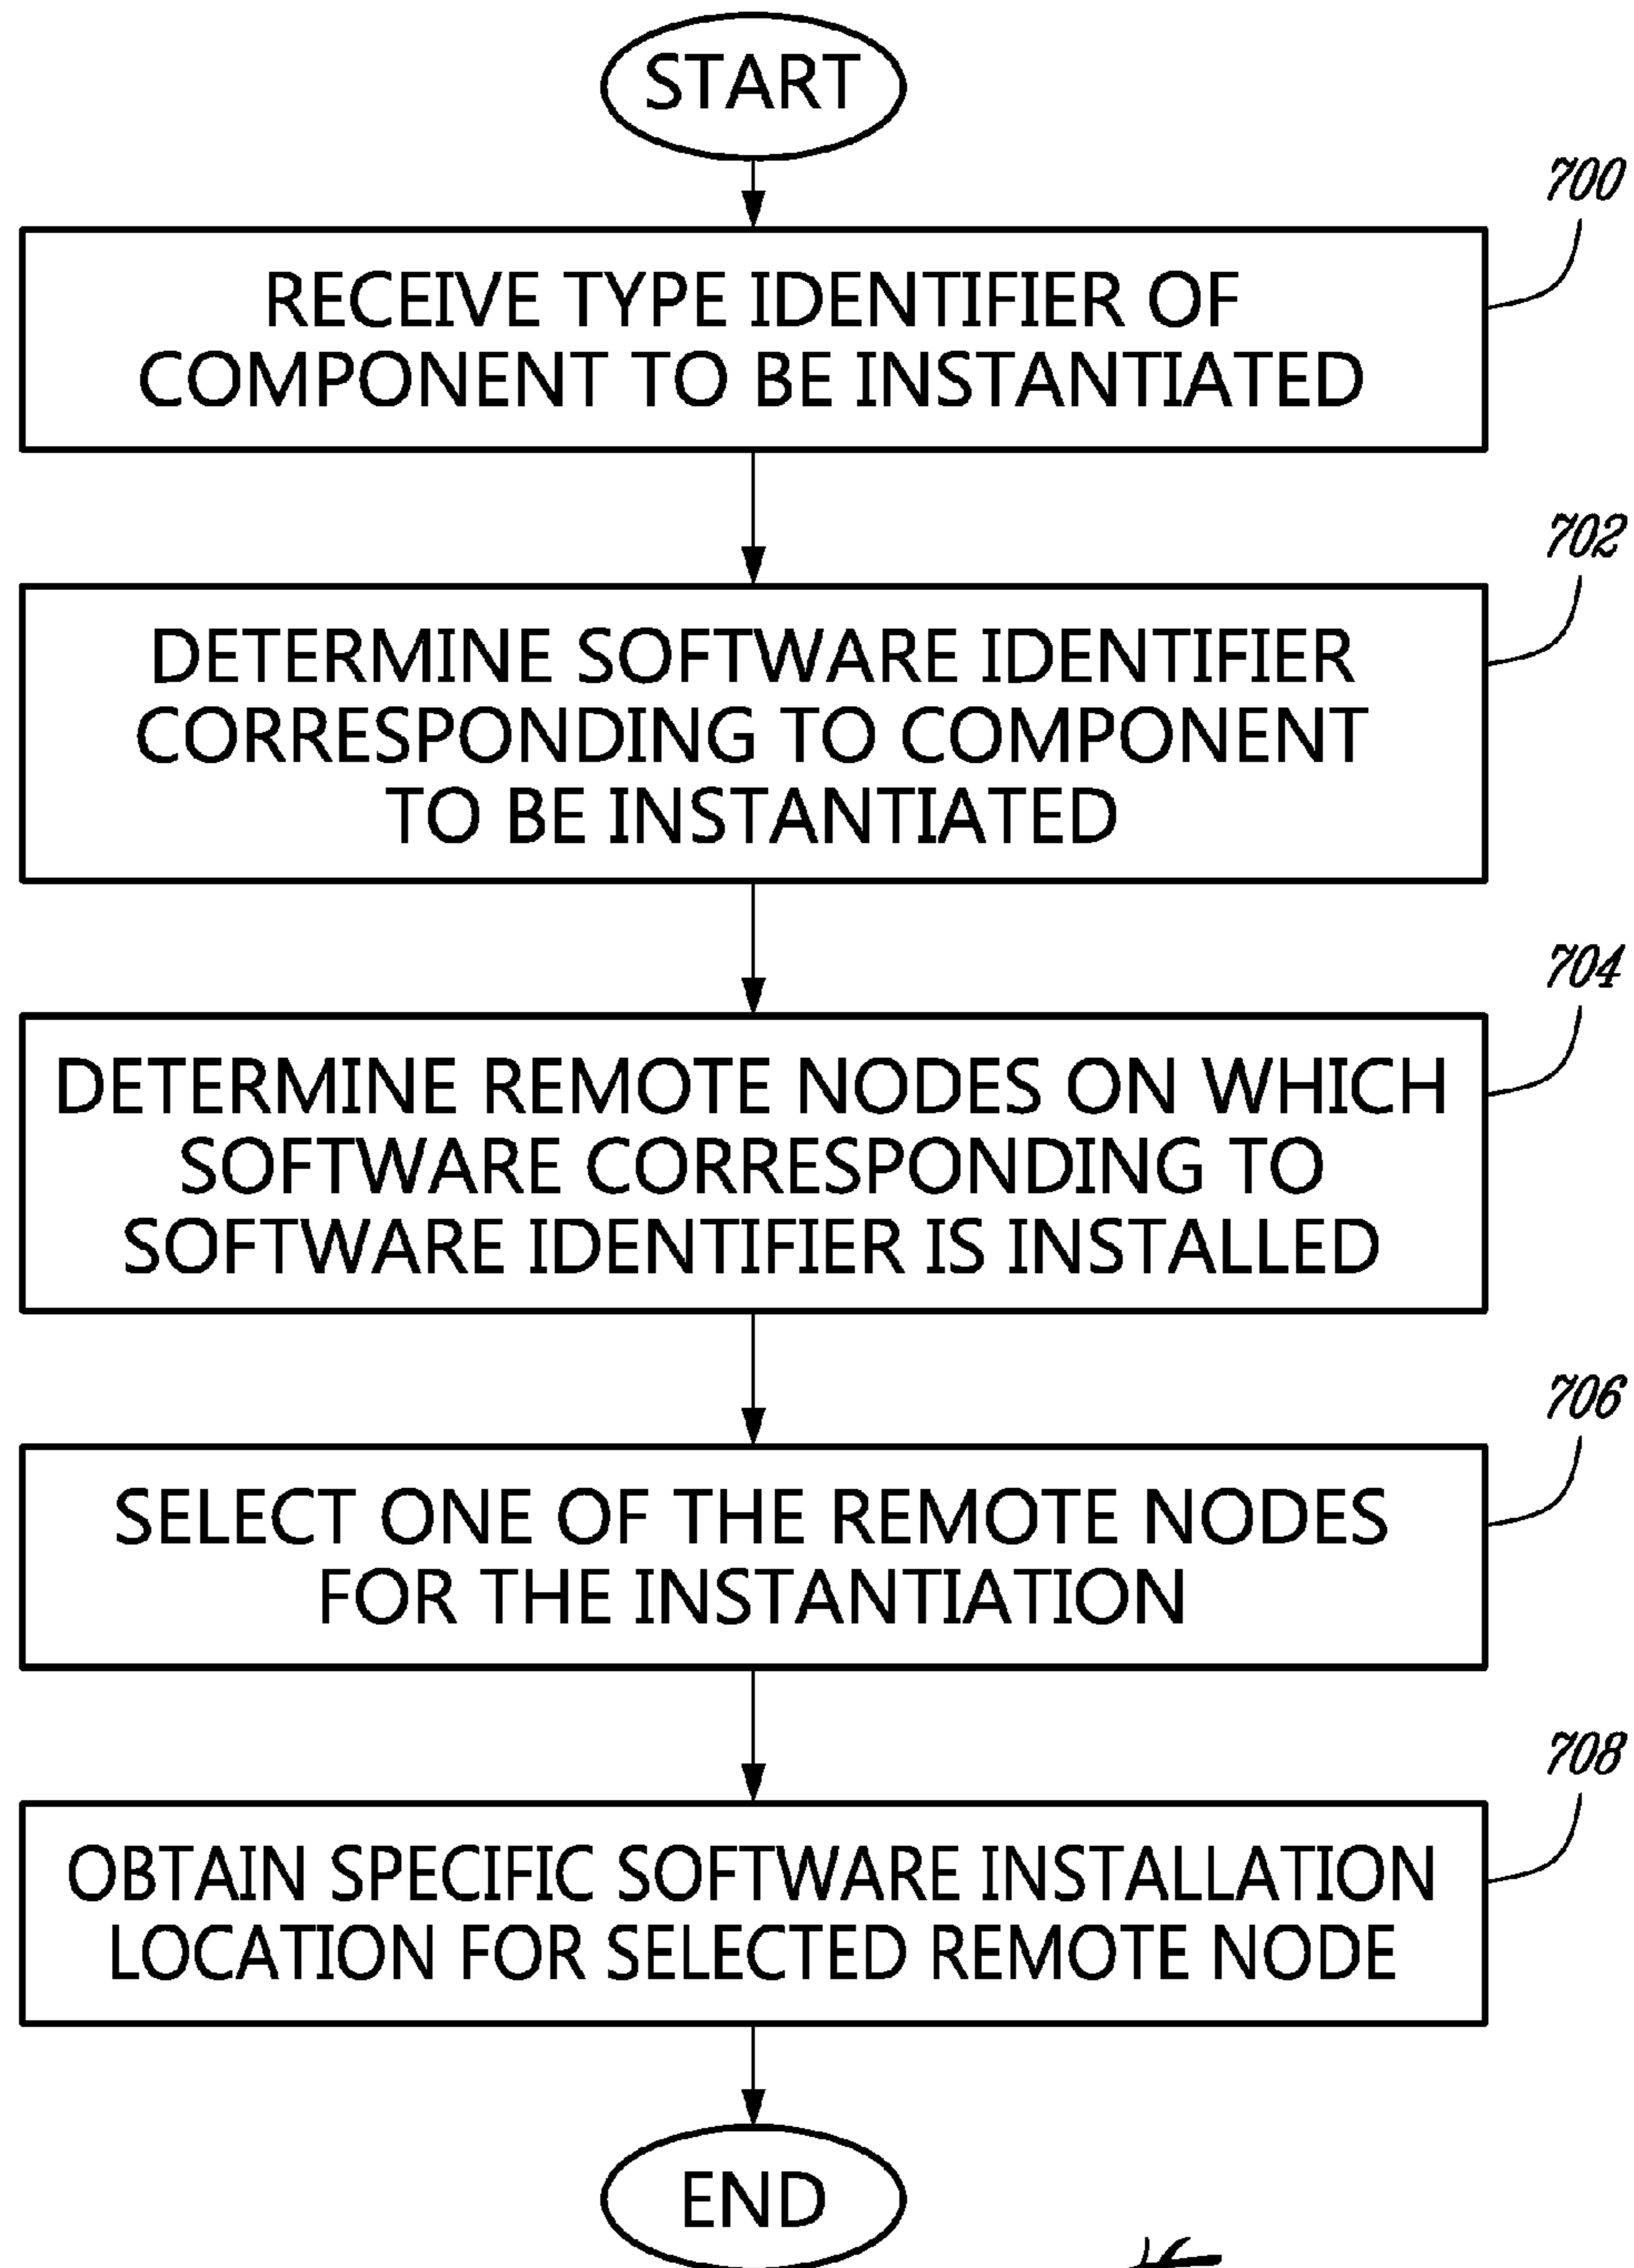 START
700
RECEIVE TYPE IDENTIFIER OF
COMPONENT TO BE INSTANTIATED
702
DETERMINE SOFTWARE IDENTIFIER
CORRESPONDING TO COMPONENT
TO BE INSTANTIATED
704
DETERMINE REMOTE NODES ON WHICH
SOFTWARE CORRESPONDING TO
SOFTWARE IDENTIFIER IS INSTALLED
706
SELECT ONE OF THE REMOTE NODES
FOR THE INSTANTIATION
708
OBTAIN SPECIFIC SOFTWARE INSTALLATION
LOCATION FOR SELECTED REMOTE NODE
END